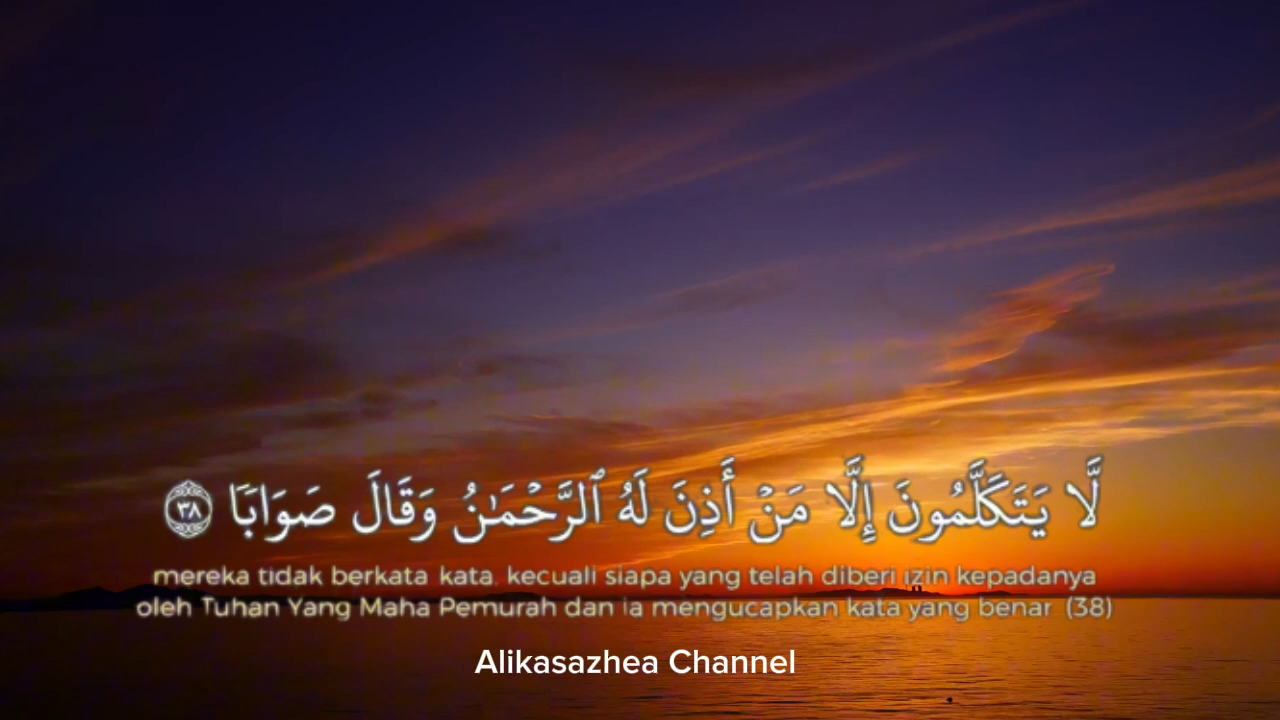 لَّا يَتَكَلَّمُونَ إِلَّا مَنْ أَذِنَ لَهُ ٱلرَّحْمَـٰنُ وَقَالَ صَوَابًا ٣٨
mereka tidak berkata kata, kecuali siapa yang telah diberi izin kepadanya
oleh Tuhan Yang Maha Pemurah dan ia mengucapkan kata yang benar. (38)
Alikasazhea Channel